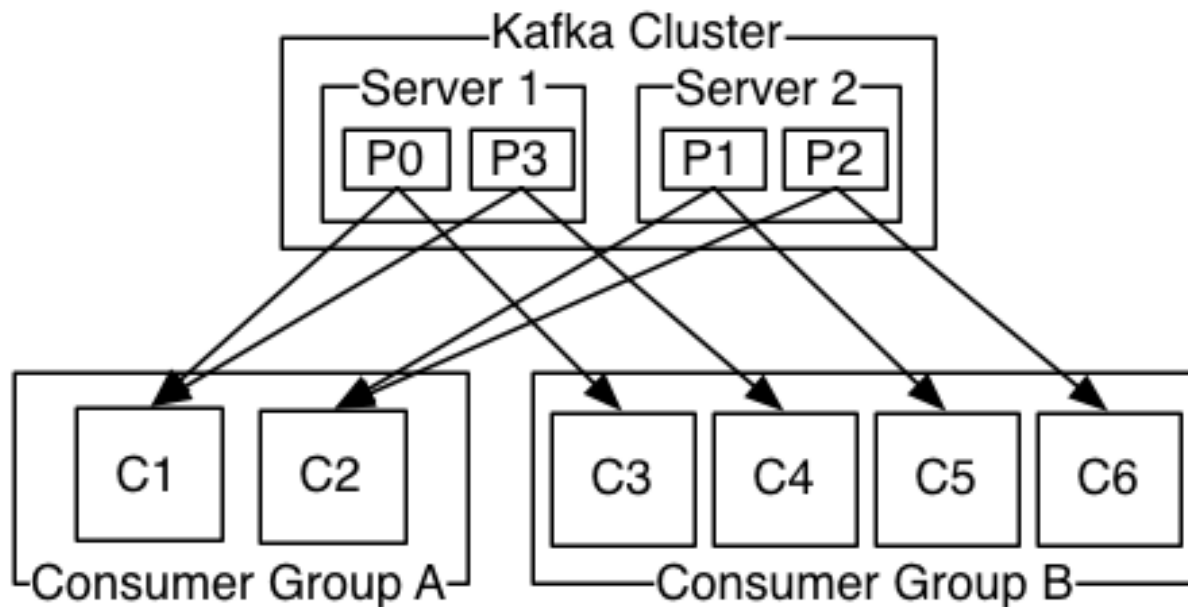 Kafka Cluster
Server 1
Server 2
P0
P3
P1
P2
C1
C2
C3
C4
C5
C6
Consumer Group A
Consumer Group B